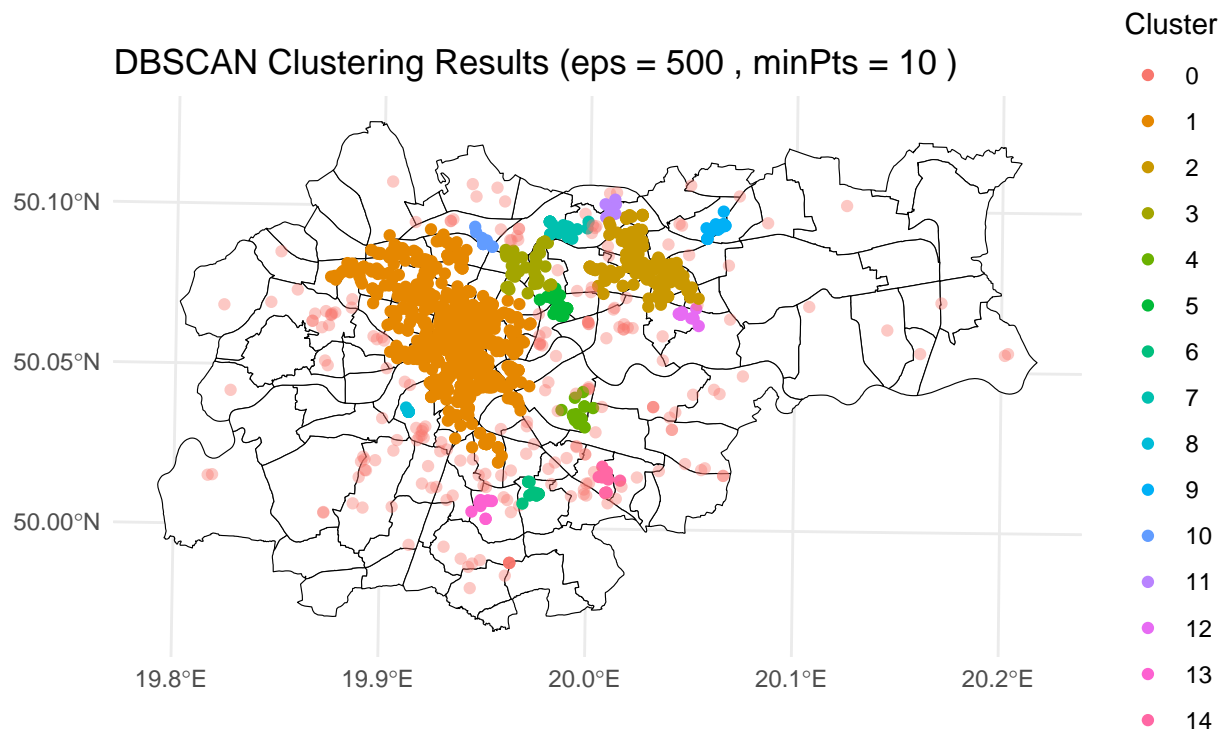 DBSCAN Clustering Results (eps = 500 , minPts = 10 )
50.10°N
50.05°N
50.00°N
19.8°E
19.9°E
20.0°E
20.1°E
20.2°E
Cluster
0
1
2
3
4
5
6
7
8
9
10
11
12
13
14